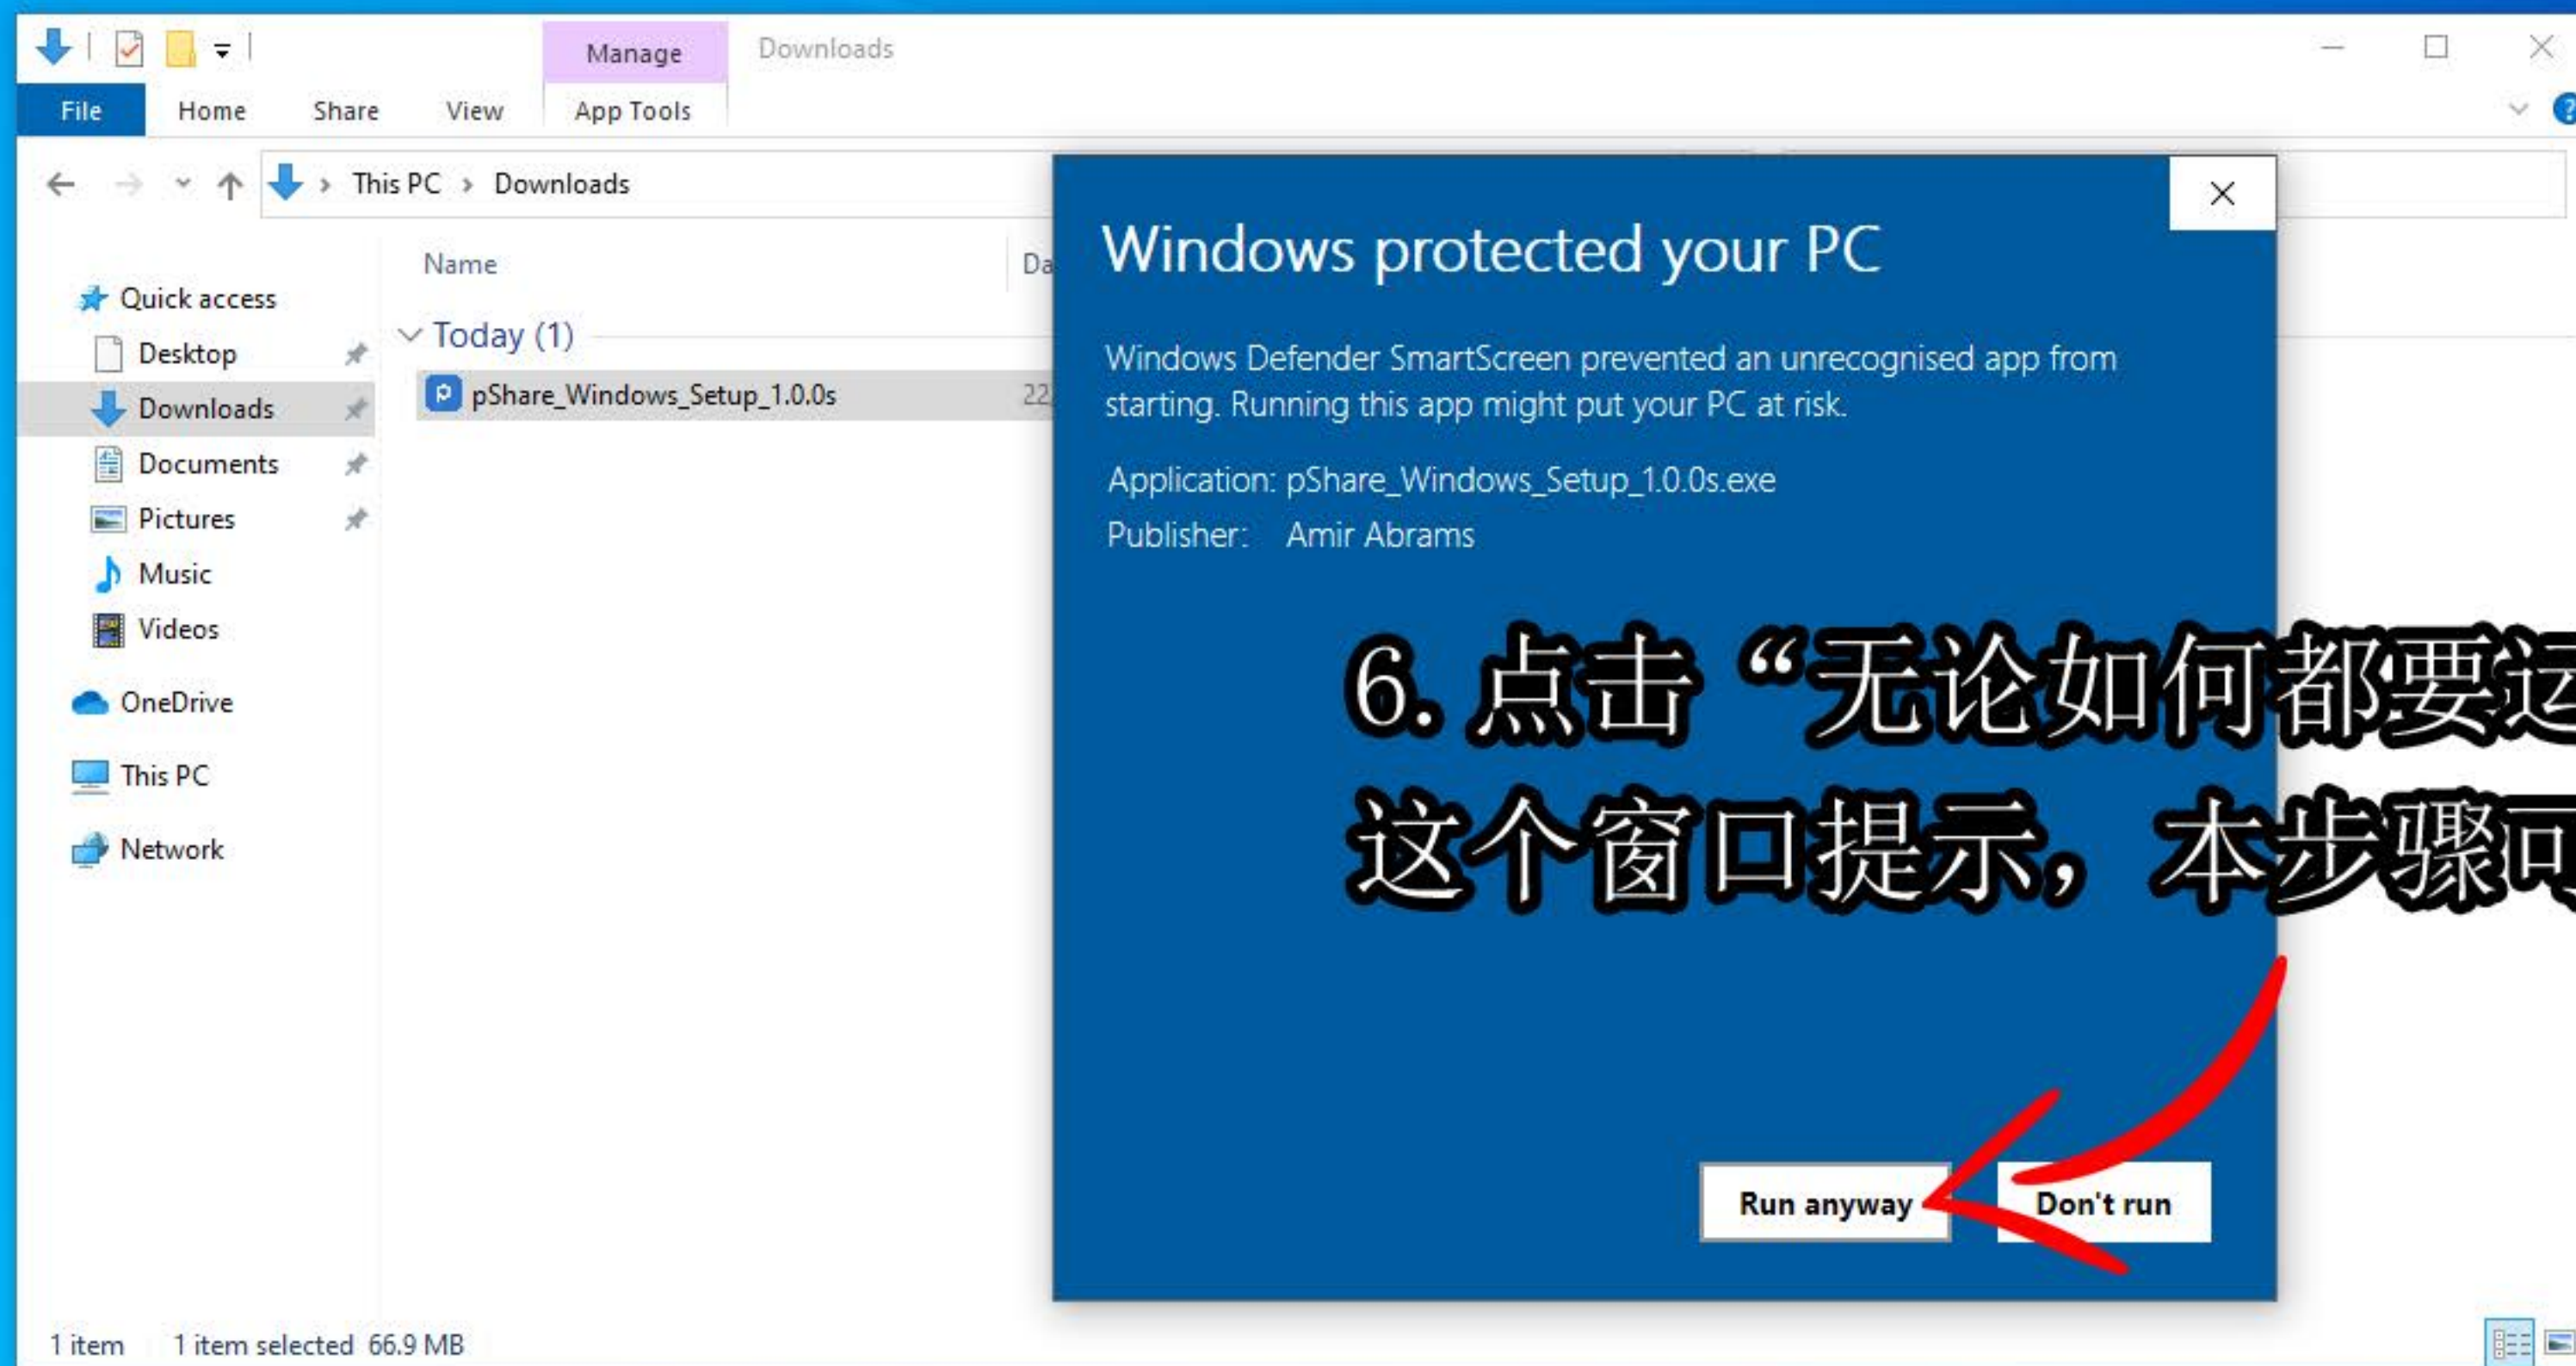 Manage
Downloads
File Home Share View App Tools
This PC › Downloads
Name
Quick access
Desktop
Downloads
Documents
Pictures
Music
Videos
OneDrive
This PC
Network
Today (1)
pShare_Windows_Setup_1.0.0s
22
Windows protected your PC
Windows Defender SmartScreen prevented an unrecognised app from
starting. Running this app might put your PC at risk.
Application: pShare_Windows_Setup_1.0.0s.exe
Publisher: Amir Abrams
6. 点击“无论如何都要运
这个窗口提示，本步骤可
Run anyway Don't run
1 item 1 item selected 66.9 MB